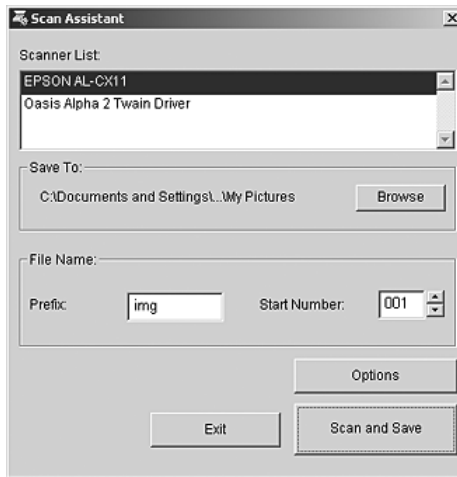 Scan Assistant
Scanner List:
EPSON AL-CX11
Oasis Alpha 2 Twain Driver
Save To:
C:\Documents and Settings\...\My Pictures Browse
File Name:
Prefix: img Start Number: 001
Options
Exit Scan and Save